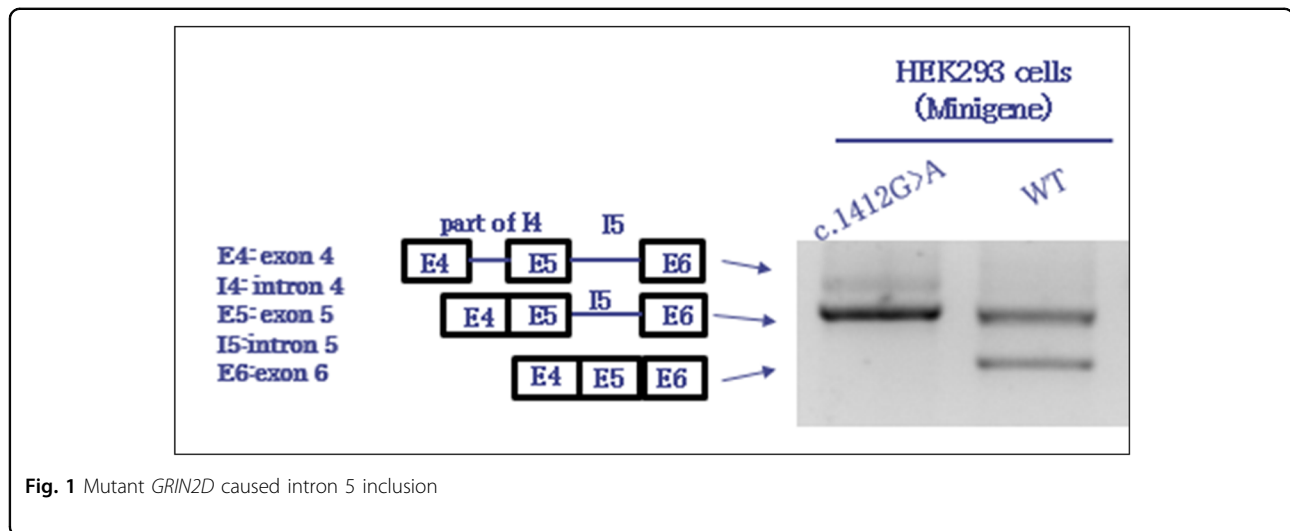 HEK293 cells
(Minigene)
c.1412G>A
WT
part of I4
I5
E4
E5
E6
E4
E5
I5
E6
E4
E5
E6
E4=exon 4
I4=intron 4
E5=exon 5
I5=intron 5
E6=exon 6
Fig. 1 Mutant GRIN2D caused intron 5 inclusion